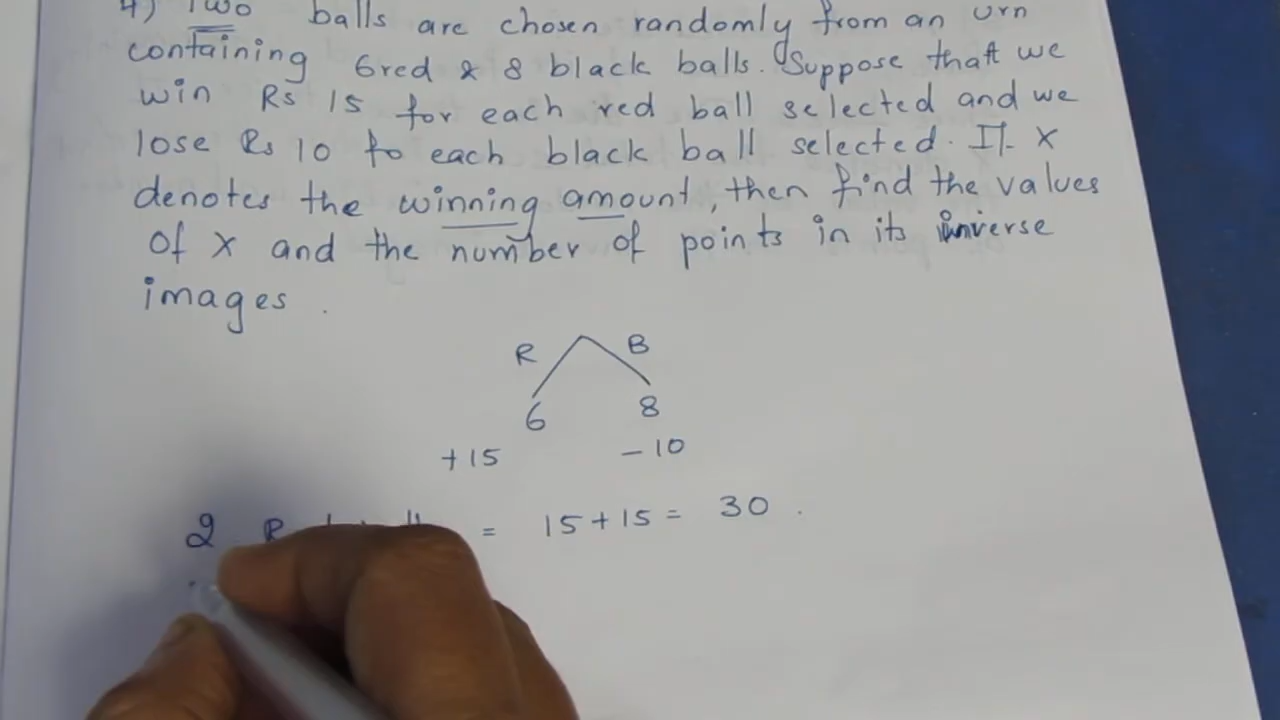 4) Two balls are chosen randomly from an urn
containing 6red & 8 black balls. Suppose that we
win Rs 15 for each red ball selected and we
lose Rs 10 fo each black ball selected. If X
denotes the winning amount, then find the values
of X and the number of points in its inverse
images.
R B
6 8
+15 -10
2 = 15+15 = 30.